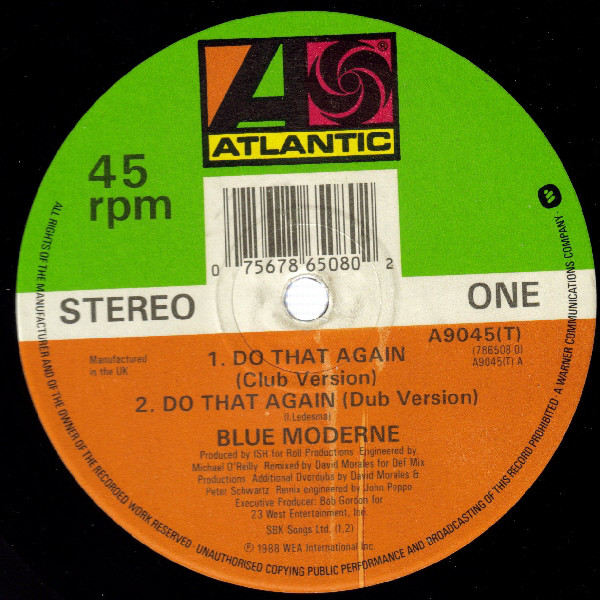 ATLANTIC
®
45
rpm
0 75678 65080 2
STEREO
ONE
A9045(T)
(786508 0)
A9045(T) A
Manufactured
in the UK
1. DO THAT AGAIN
(Club Version)
2. DO THAT AGAIN (Dub Version)
(I.Ledesma)
BLUE MODERNE
Produced by ISH for Roll Productions Engineered by
Michael O'Reilly Remixed by David Morales for Def Mix
Productions Additional Overdubs by David Morales &
Peter Schwartz Remix engineered by John Poppo
Executive Producer: Bob Gordon for
23 West Entertainment, Inc.
SBK Songs Ltd. (1,2)
℗ 1988 WEA International Inc.
ALL RIGHTS OF THE MANUFACTURER AND OF THE OWNER OF THE RECORDED WORK RESERVED · UNAUTHORISED COPYING PUBLIC PERFORMANCE AND BROADCASTING OF THIS RECORD PROHIBITED · A WARNER COMMUNICATIONS COMPANY ·